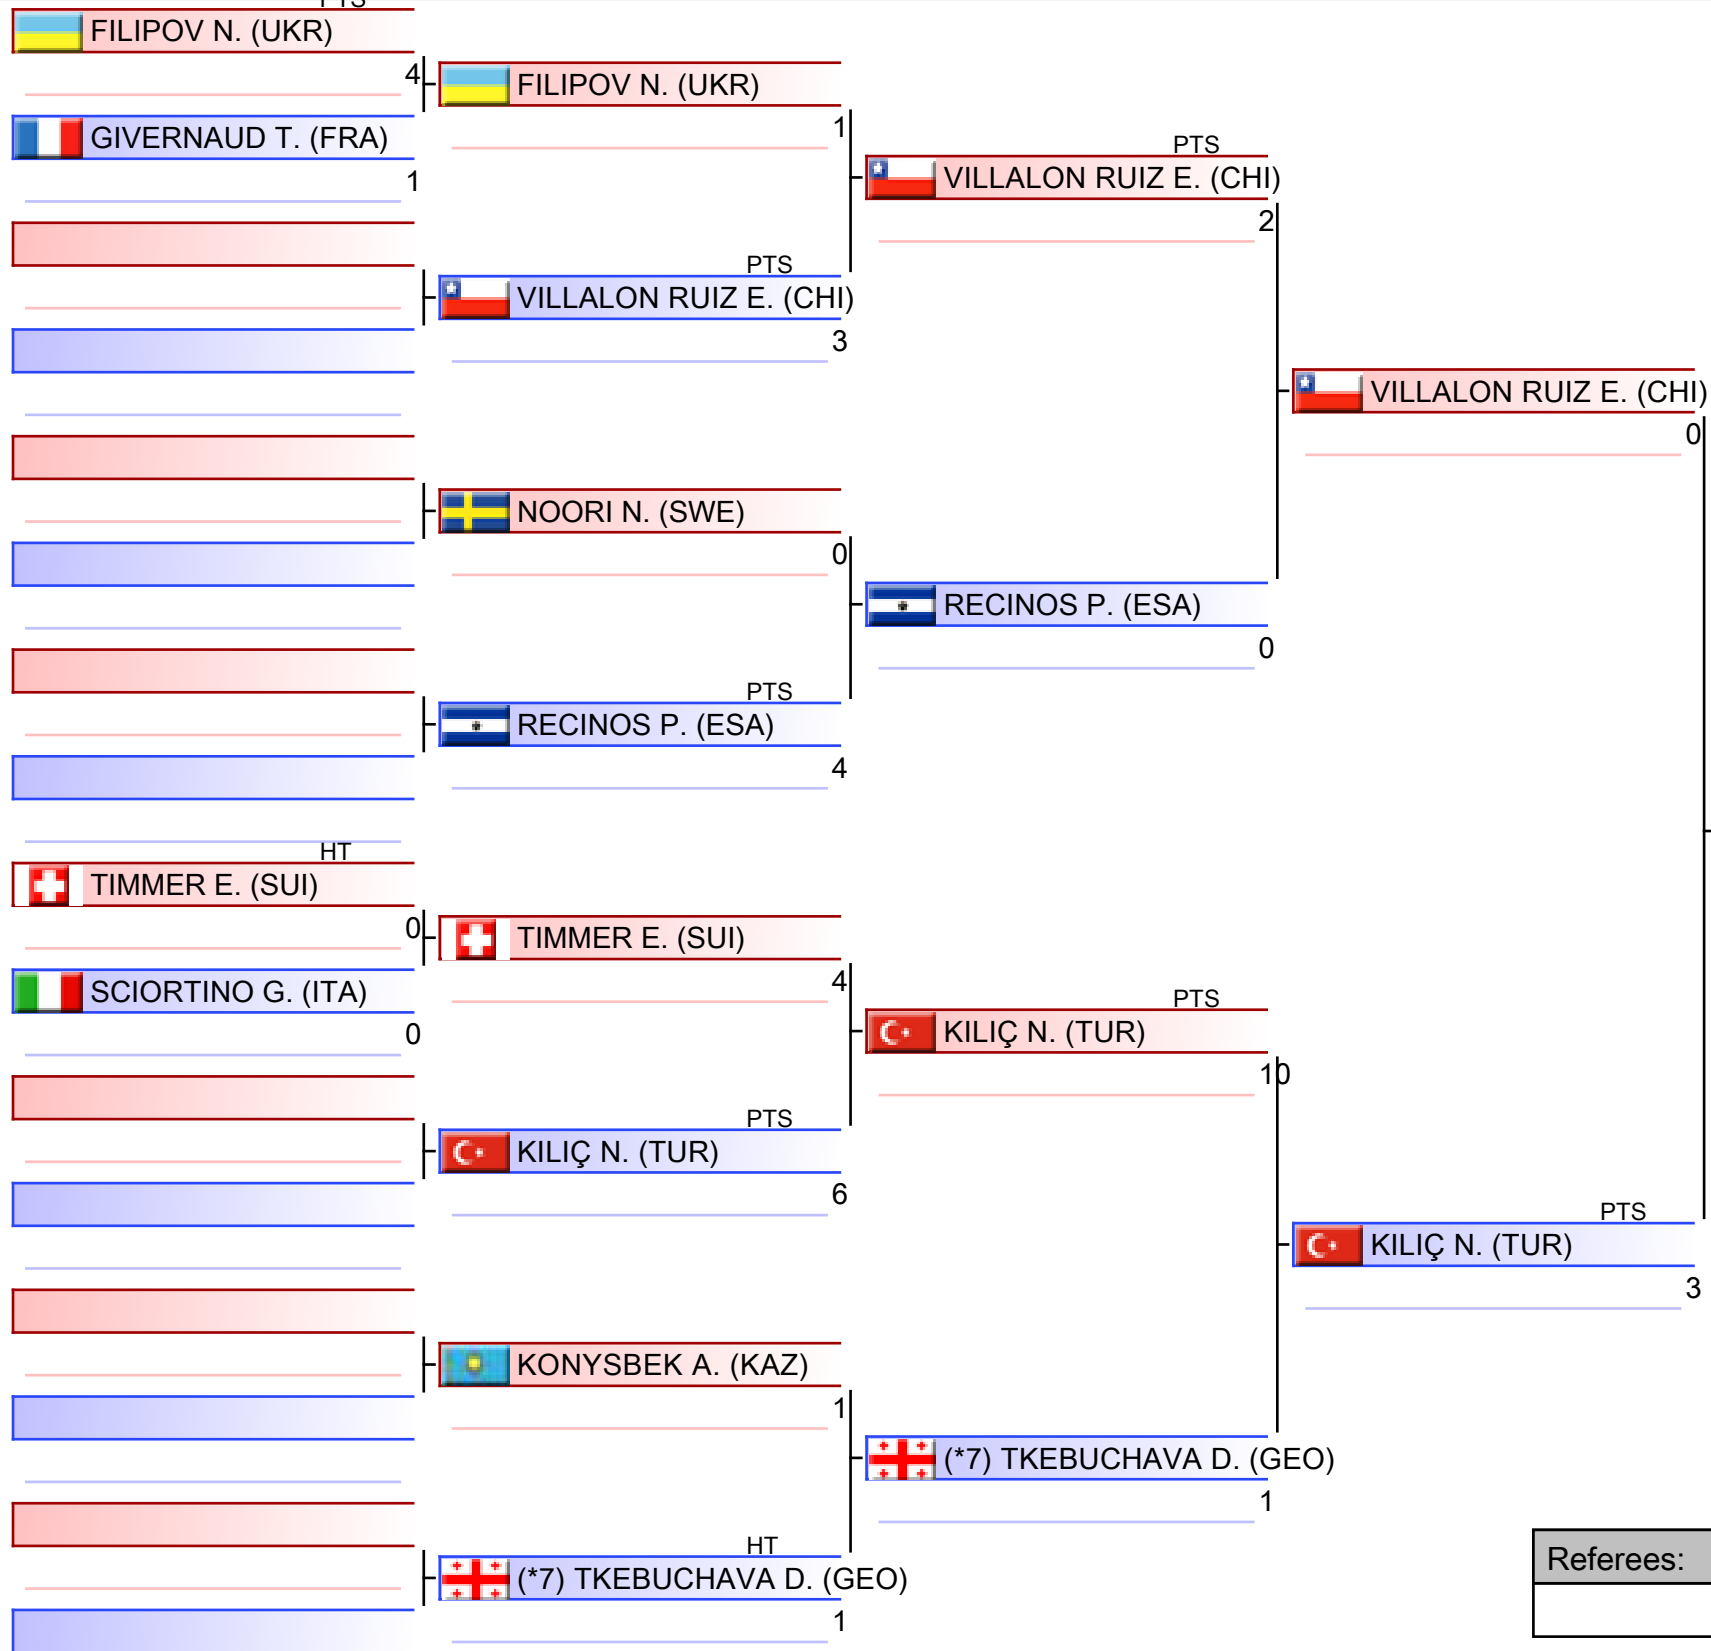 PTS
FILIPOV N. (UKR)
4
GIVERNAUD T. (FRA)
1
TIMMER E. (SUI)
HT
0
SCIORTINO G. (ITA)
0
FILIPOV N. (UKR)
1
PTS
VILLALON RUIZ E. (CHI)
3
NOORI N. (SWE)
0
PTS
RECINOS P. (ESA)
4
TIMMER E. (SUI)
4
PTS
KILIÇ N. (TUR)
6
KONYSBEK A. (KAZ)
1
HT
(*7) TKEBUCHAVA D. (GEO)
1
PTS
VILLALON RUIZ E. (CHI)
2
RECINOS P. (ESA)
0
PTS
KILIÇ N. (TUR)
10
(*7) TKEBUCHAVA D. (GEO)
1
VILLALON RUIZ E. (CHI)
0
PTS
KILIÇ N. (TUR)
3
Referees: